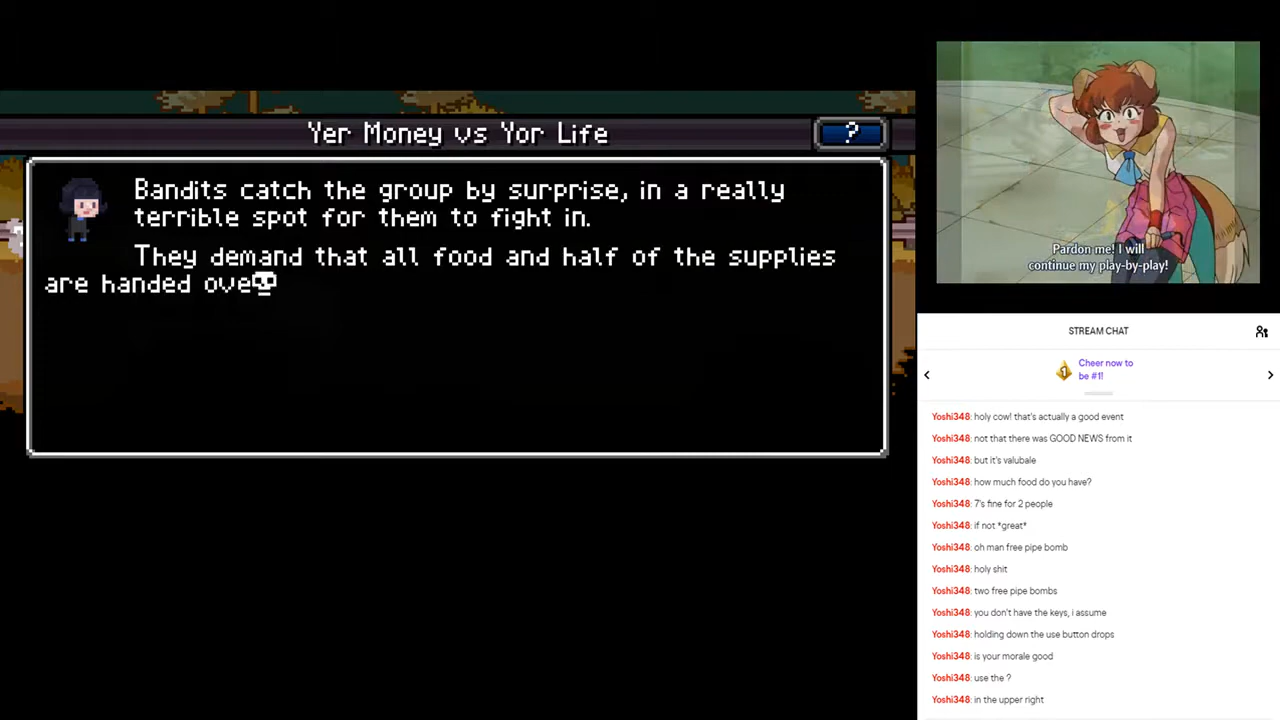 Yer Money vs Yor Life
?
Bandits catch the group by surprise, in a really
terrible spot for them to fight in.
They demand that all food and half of the supplies
are handed ove
Pardon me! I will
continue my play-by-play!
STREAM CHAT
1
Cheer now to
be #1!
Yoshi348: holy cow! that's actually a good event
Yoshi348: not that there was GOOD NEWS from it
Yoshi348: but it's valubale
Yoshi348: how much food do you have?
Yoshi348: 7's fine for 2 people
Yoshi348: if not *great*
Yoshi348: oh man free pipe bomb
Yoshi348: holy shit
Yoshi348: two free pipe bombs
Yoshi348: you don't have the keys, i assume
Yoshi348: holding down the use button drops
Yoshi348: is your morale good
Yoshi348: use the ?
Yoshi348: in the upper right